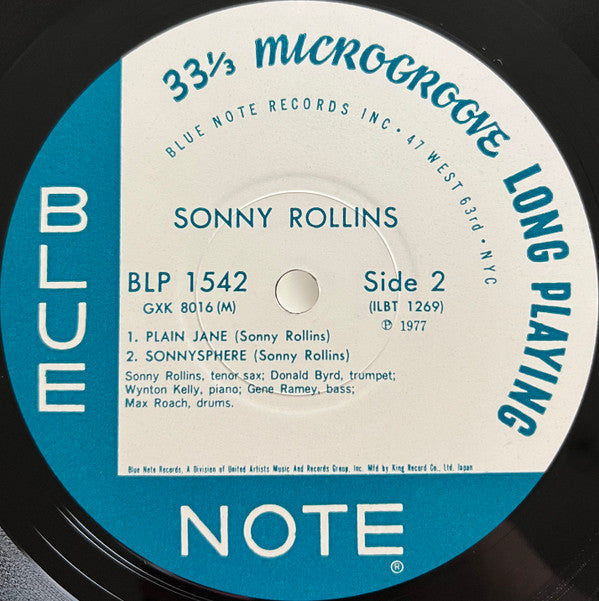 33⅓ MICROGROOVE LONG PLAYING
BLUE NOTE RECORDS INC • 47 WEST 63rd • NYC
BLUE
SONNY ROLLINS
BLP 1542 Side 2
GXK 8016 (M) (ILBT 1269)
℗ 1977
1. PLAIN JANE (Sonny Rollins)
2. SONNYSPHERE (Sonny Rollins)
Sonny Rollins, tenor sax; Donald Byrd, trumpet;
Wynton Kelly, piano; Gene Ramey, bass;
Max Roach, drums.
Blue Note Records, A Division of United Artists Music And Records Group, Inc. Mfd by King Record Co., Ltd. Japan
NOTE®